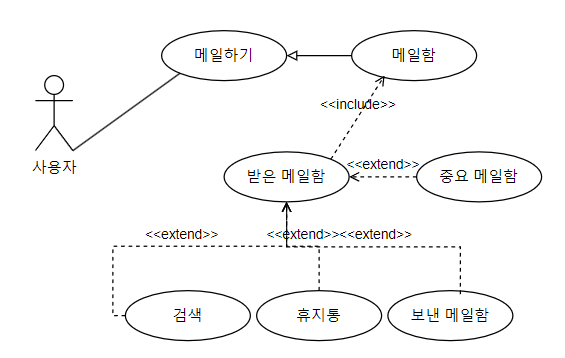 메일하기
메일함
<<include>>
사용자
받은 메일함
<<extend>>
중요 메일함
<<extend>>
<<extend>>
<<extend>>
검색
휴지통
보낸 메일함